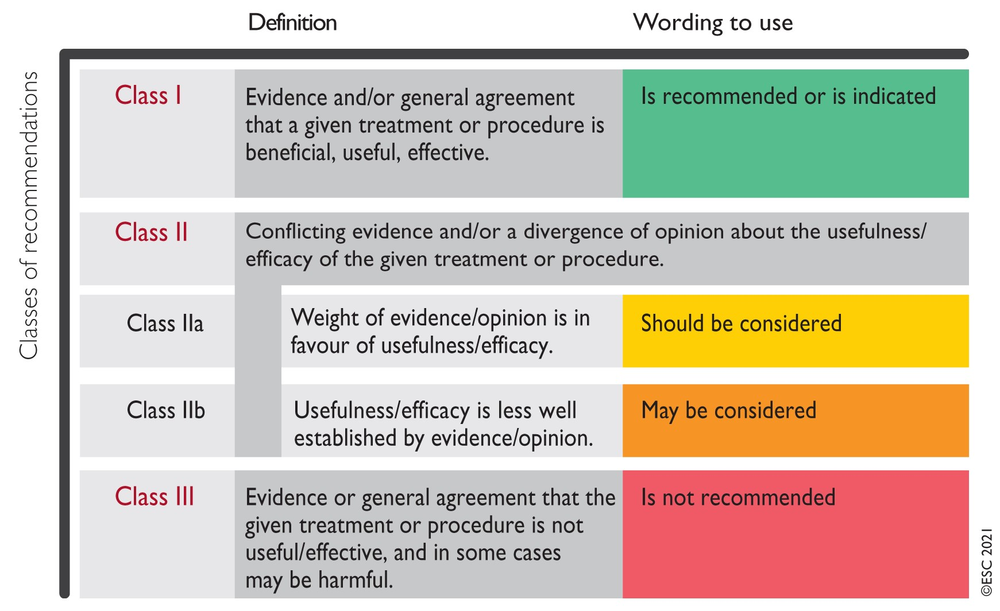 Definition
Wording to use
Classes of recommendations
Class I
Evidence and/or general agreement
that a given treatment or procedure is
beneficial, useful, effective.
Is recommended or is indicated
Class II
Conflicting evidence and/or a divergence of opinion about the usefulness/
efficacy of the given treatment or procedure.
Class IIa
Weight of evidence/opinion is in
favour of usefulness/efficacy.
Should be considered
Class IIb
Usefulness/efficacy is less well
established by evidence/opinion.
May be considered
Class III
Evidence or general agreement that the
given treatment or procedure is not
useful/effective, and in some cases
may be harmful.
Is not recommended
©ESC 2021